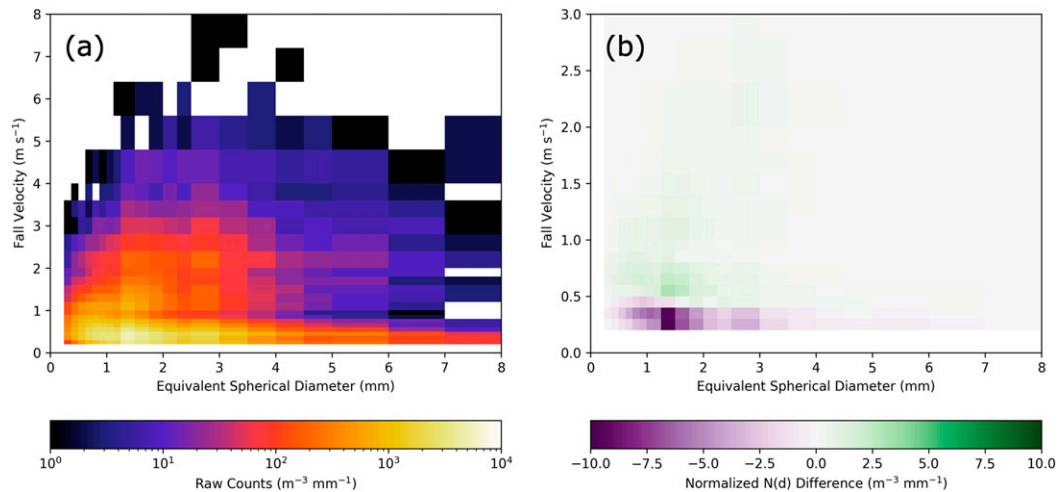 (a)
8
7
6
5
4
3
2
1
0
Fall Velocity (m s⁻¹)
0 1 2 3 4 5 6 7 8
Equivalent Spherical Diameter (mm)
10⁰ 10¹ 10² 10³ 10⁴
Raw Counts (m⁻³ mm⁻¹)
(b)
3.0
2.5
2.0
1.5
1.0
0.5
0.0
Fall Velocity (m s⁻¹)
0 1 2 3 4 5 6 7 8
Equivalent Spherical Diameter (mm)
−10.0 −7.5 −5.0 −2.5 0.0 2.5 5.0 7.5 10.0
Normalized N(d) Difference (m⁻³ mm⁻¹)